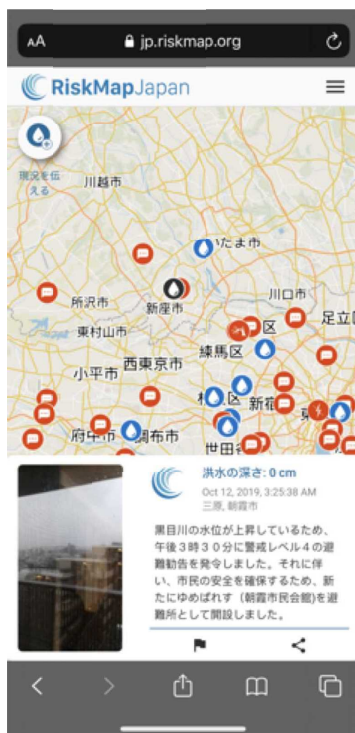 AA jp.riskmap.org
RiskMapJapan
現況を伝
える
川越市
いたま市
所沢市
新座市
川口市
東村山市
区
足立
練馬区
西東京市
小平市
区
新宿
府中
調布市
世田
洪水の深さ: 0 cm
Oct 12, 2019, 3:25:38 AM
三原, 朝霞市
黒目川の水位が上昇しているため、
午後３時３０分に警戒レベル４の避
難勧告を発令しました。それに伴
い、市民の安全を確保するため、新
たにゆめぱれす（朝霞市民会館)を避
難所として開設しました。